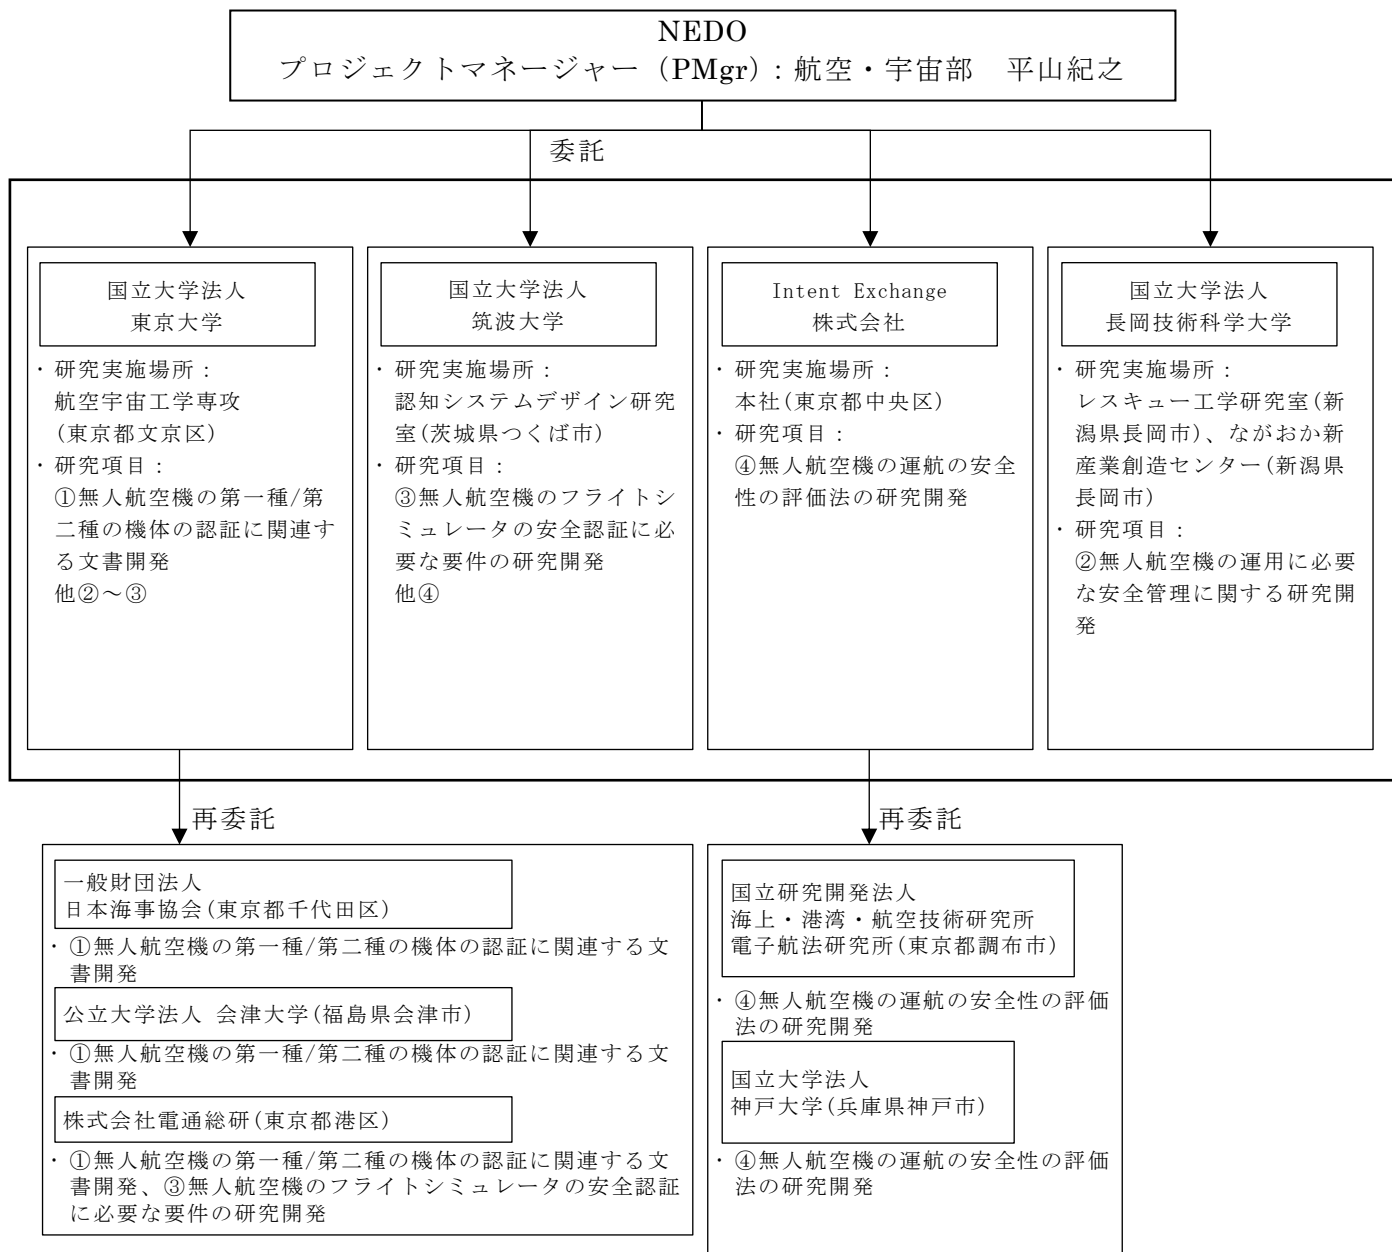 NEDO
プロジェクトマネージャー（PMgr）：航空・宇宙部　平山紀之
委託
国立大学法人
東京大学
・研究実施場所：
航空宇宙工学専攻
(東京都文京区)
・研究項目：
①無人航空機の第一種/第
二種の機体の認証に関連す
る文書開発
他②～③
国立大学法人
筑波大学
・研究実施場所：
認知システムデザイン研究
室(茨城県つくば市)
・研究項目：
③無人航空機のフライトシ
ミュレータの安全認証に必
要な要件の研究開発
他④
Intent Exchange
株式会社
・研究実施場所：
本社(東京都中央区)
・研究項目：
④無人航空機の運航の安全
性の評価法の研究開発
国立大学法人
長岡技術科学大学
・研究実施場所：
レスキュー工学研究室(新
潟県長岡市)、ながおか新
産業創造センター(新潟県
長岡市)
・研究項目：
②無人航空機の運用に必要
な安全管理に関する研究開
発
再委託
一般財団法人
日本海事協会(東京都千代田区)
・①無人航空機の第一種/第二種の機体の認証に関連する文
書開発
公立大学法人 会津大学(福島県会津市)
・①無人航空機の第一種/第二種の機体の認証に関連する文
書開発
株式会社電通総研(東京都港区)
・①無人航空機の第一種/第二種の機体の認証に関連する文
書開発、③無人航空機のフライトシミュレータの安全認証
に必要な要件の研究開発
再委託
国立研究開発法人
海上・港湾・航空技術研究所
電子航法研究所(東京都調布市)
・④無人航空機の運航の安全性の評価
法の研究開発
国立大学法人
神戸大学(兵庫県神戸市)
・④無人航空機の運航の安全性の評価
法の研究開発